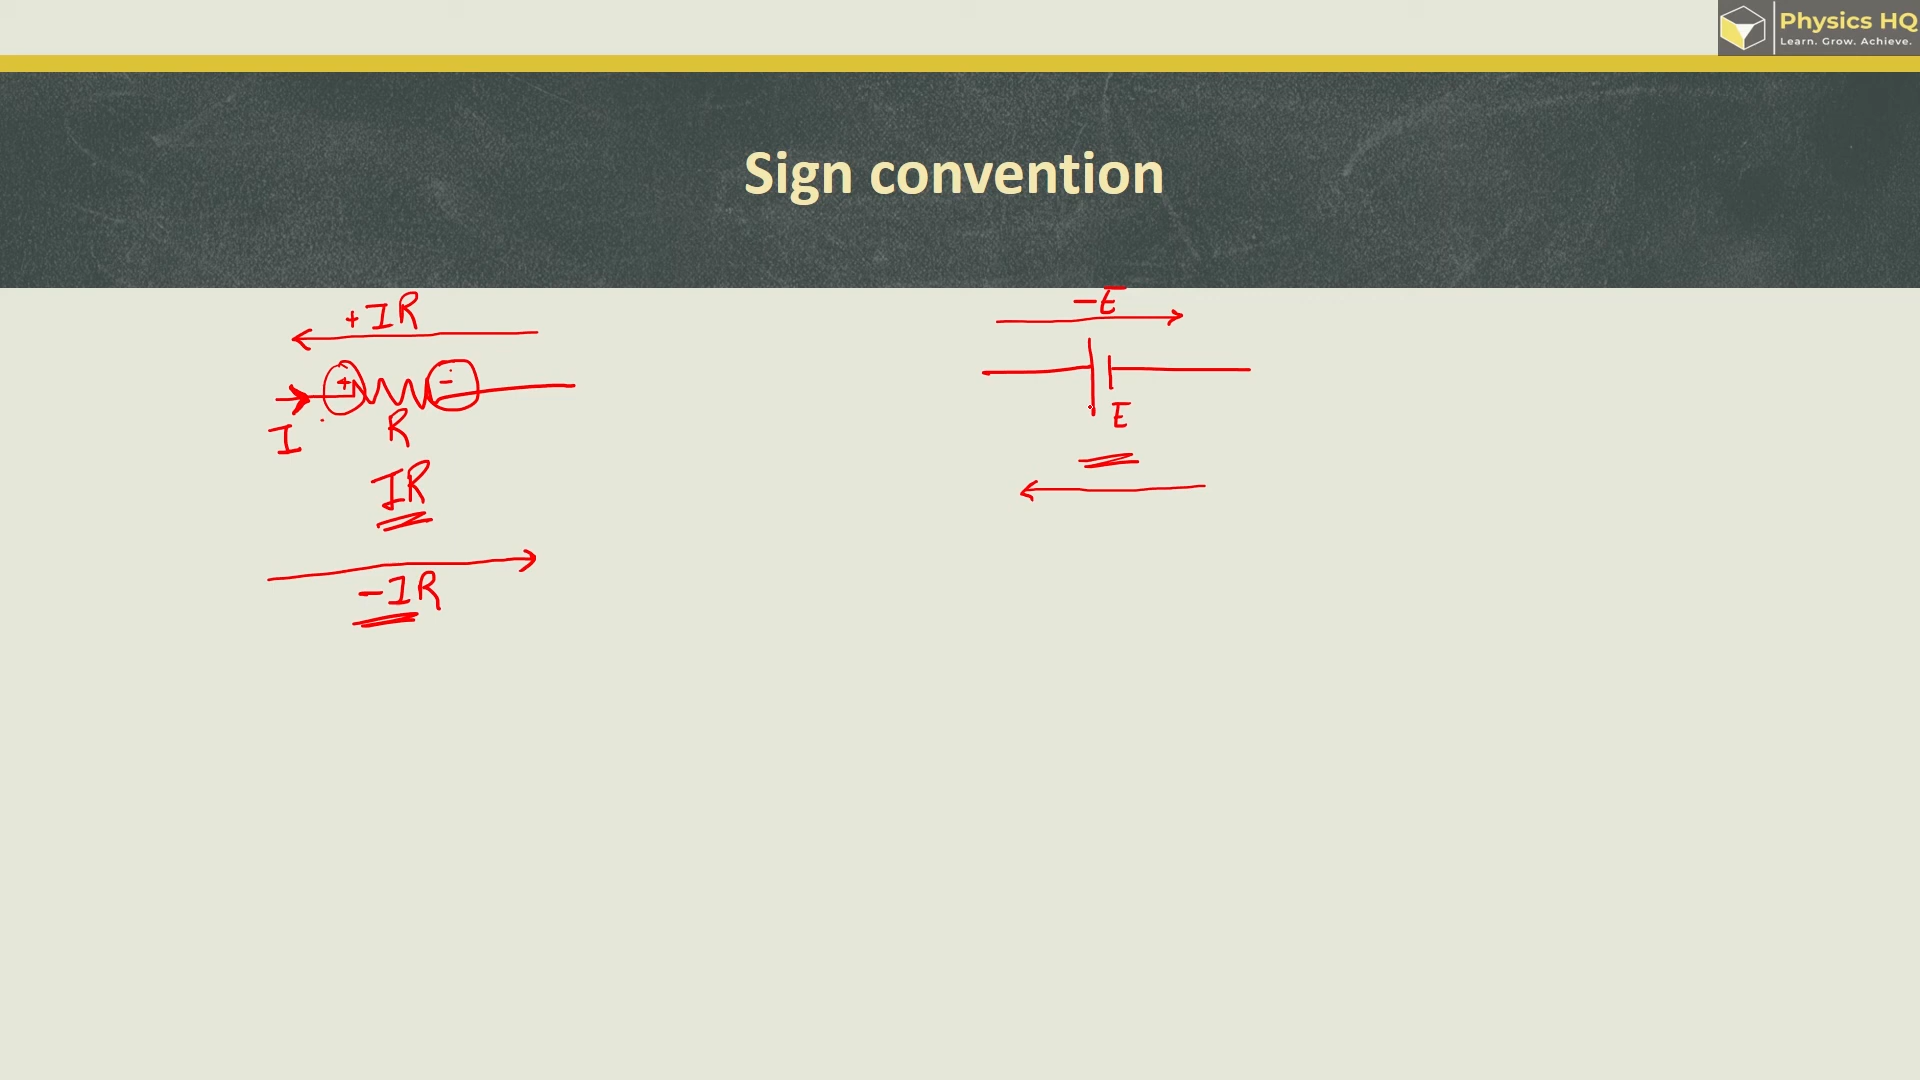 Physics HQ
Learn. Grow. Achieve.
Sign convention
+IR
+
-
I
R
IR
-IR
-E
E